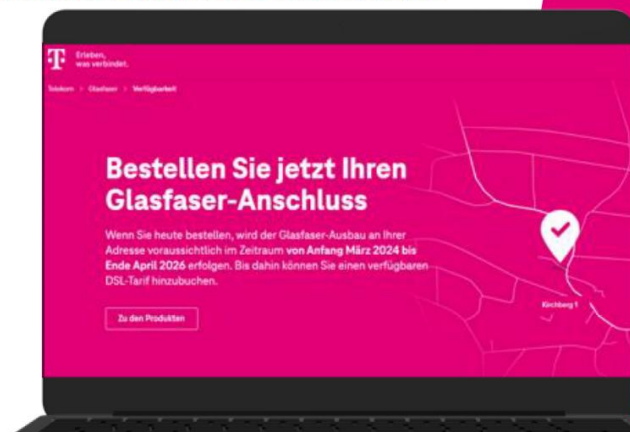 T Erleben,
was verbindet.
Telekom > Glasfaser > Verfügbarkeit
Bestellen Sie jetzt Ihren
Glasfaser-Anschluss
Wenn Sie heute bestellen, wird der Glasfaser-Ausbau an Ihrer
Adresse voraussichtlich im Zeitraum von Anfang März 2024 bis
Ende April 2026 erfolgen. Bis dahin können Sie einen verfügbaren
DSL-Tarif hinzubuchen.
Zu den Produkten
Kirchberg 1